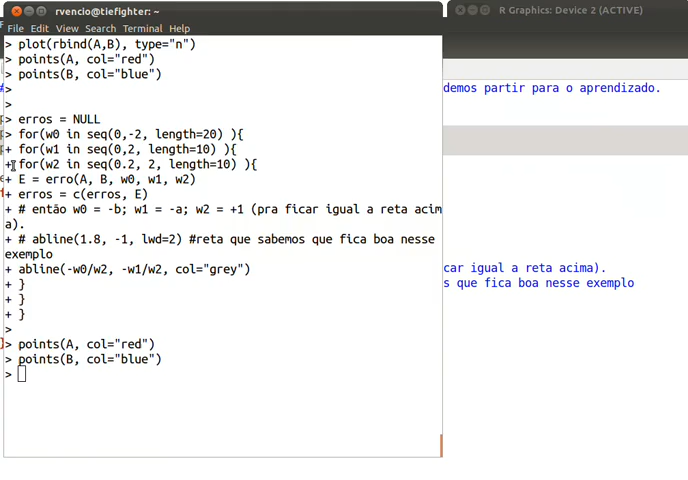 rvencio@tiefighter: ~
R Graphics: Device 2 (ACTIVE)
File Edit View Search Terminal Help
> plot(rbind(A,B), type="n")
> points(A, col="red")
> points(B, col="blue")
>
>
> erros = NULL
> for(w0 in seq(0,-2, length=20) ){
+ for(w1 in seq(0,2, length=10) ){
+ for(w2 in seq(0.2, 2, length=10) ){
+ E = erro(A, B, w0, w1, w2)
+ erros = c(erros, E)
+ # então w0 = -b; w1 = -a; w2 = +1 (pra ficar igual a reta acim
a).
+ # abline(1.8, -1, lwd=2) #reta que sabemos que fica boa nesse
exemplo
+ abline(-w0/w2, -w1/w2, col="grey")
+ }
+ }
+ }
>
> points(A, col="red")
> points(B, col="blue")
>
demos partir para o aprendizado.
car igual a reta acima).
s que fica boa nesse exemplo